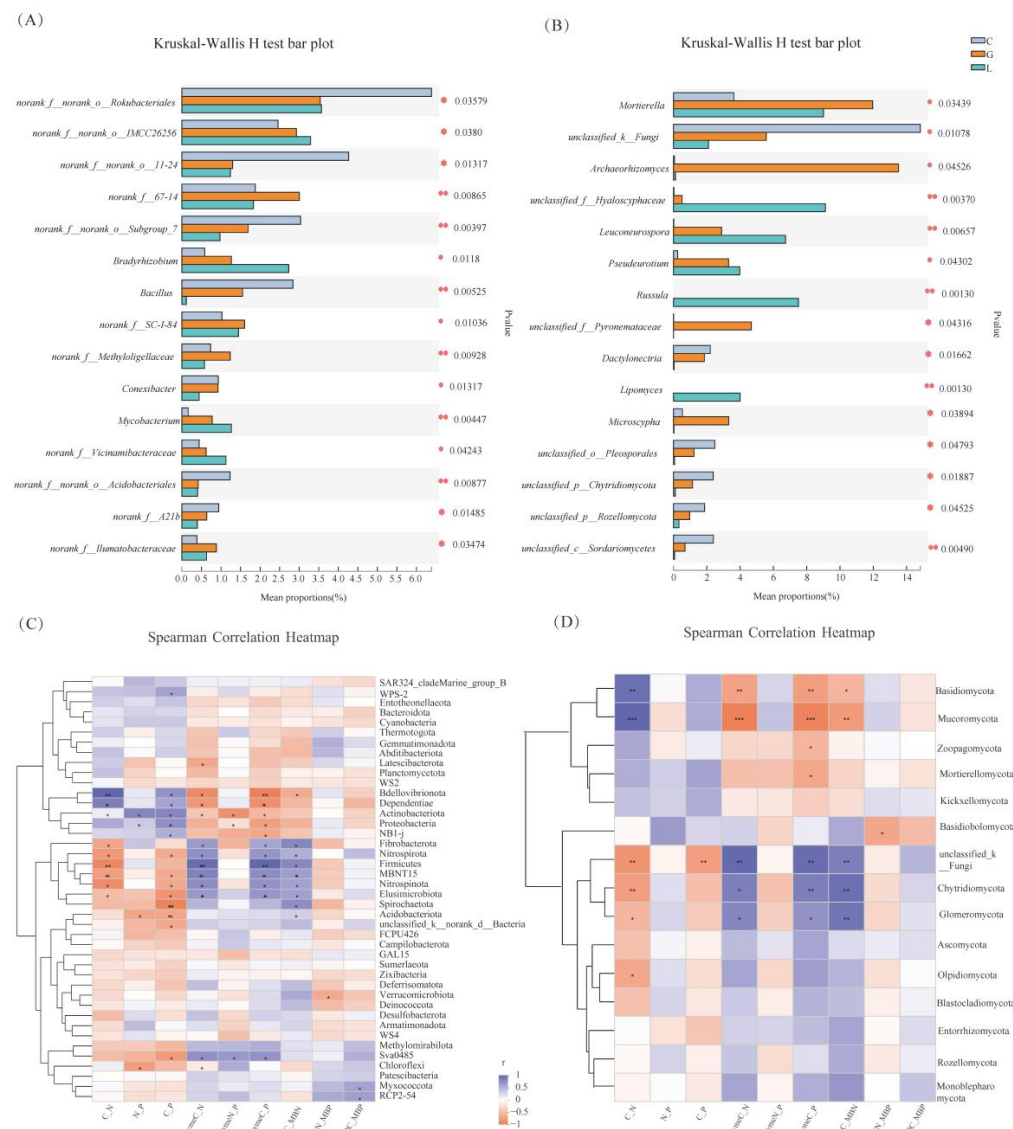 (A)
Kruskal-Wallis H test bar plot
norank_f__norank_o__Rokubacteriales
norank_f__norank_o__IMCC26256
norank_f__norank_o__11-24
norank_f__67-14
norank_f__norank_o__Subgroup_7
Bradyrhizobium
Bacillus
norank_f__SC-I-84
norank_f__Methyloligellaceae
Conexibacter
Mycobacterium
norank_f__Vicinamibacteraceae
norank_f__norank_o__Acidobacteriales
norank_f__A21b
norank_f__Ilumatobacteraceae
* 0.03579
* 0.0380
* 0.01317
** 0.00865
** 0.00397
* 0.0118
** 0.00525
* 0.01036
** 0.00928
* 0.01317
** 0.00447
* 0.04243
** 0.00877
* 0.01485
* 0.03474
Pvalue
0.0 0.5 1.0 1.5 2.0 2.5 3.0 3.5 4.0 4.5 5.0 5.5 6.0
Mean proportions(%)
(B)
Kruskal-Wallis H test bar plot
C
G
L
Mortierella
unclassified_k__Fungi
Archaeorhizomyces
unclassified_f__Hyaloscyphaceae
Leuconeurospora
Pseudeurotium
Russula
unclassified_f__Pyronemataceae
Dactylonectria
Lipomyces
Microscypha
unclassified_o__Pleosporales
unclassified_p__Chytridiomycota
unclassified_p__Rozellomycota
unclassified_c__Sordariomycetes
* 0.03439
* 0.01078
* 0.04526
** 0.00370
** 0.00657
* 0.04302
** 0.00130
* 0.04316
* 0.01662
** 0.00130
* 0.03894
* 0.04793
* 0.01887
* 0.04525
** 0.00490
Pvalue
0 2 4 6 8 10 12 14
Mean proportions(%)
(C)
Spearman Correlation Heatmap
SAR324_cladeMarine_group_B
WPS-2
Entotheonellaeota
Bacteroidota
Cyanobacteria
Thermotogota
Gemmatimonadota
Abditibacteriota
Latescibacterota
Planctomycetota
WS2
Bdellovibrionota
Dependentiae
Actinobacteriota
Proteobacteria
NB1-j
Fibrobacterota
Nitrospirota
Firmicutes
MBNT15
Nitrospinota
Elusimicrobiota
Spirochaetota
Acidobacteriota
unclassified_k__norank_d__Bacteria
FCPU426
Campilobacterota
GAL15
Sumerlaeota
Zixibacteria
Deferrisomatota
Verrucomicrobiota
Deinococcota
Desulfobacterota
Armatimonadota
WS4
Methylomirabilota
Sva0485
Chloroflexi
Patescibacteria
Myxococcota
RCP2-54
C_N
N_P
C_P
C_MBN
N_MBP
r
1
0.5
0
−0.5
−1
(D)
Spearman Correlation Heatmap
Basidiomycota
Mucoromycota
Zoopagomycota
Mortierellomycota
Kickxellomycota
Basidiobolomycota
unclassified_k
__Fungi
Chytridiomycota
Glomeromycota
Ascomycota
Olpidiomycota
Blastocladiomycota
Entorrhizomycota
Rozellomycota
Monoblepharo
mycota
C_N
N_P
C_P
C_MBN
N_MBP